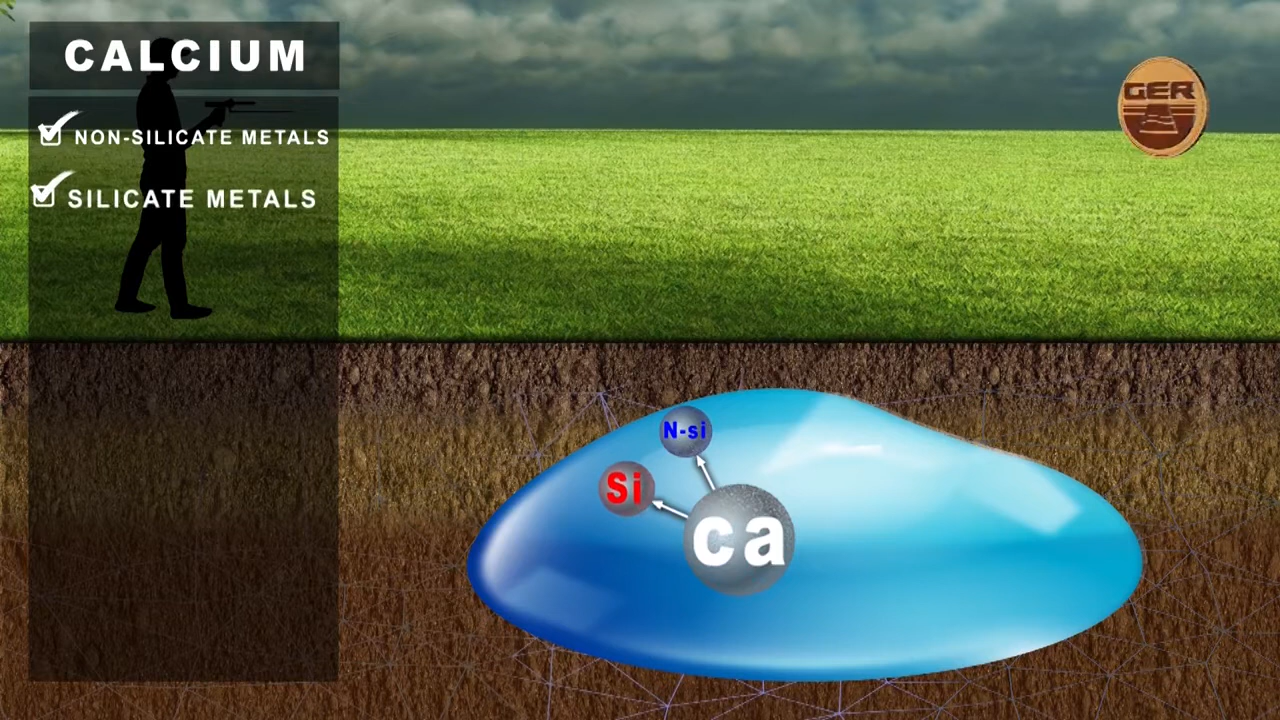 CALCIUM
NON-SILICATE METALS
SILICATE METALS
GER
N-si
Si
ca